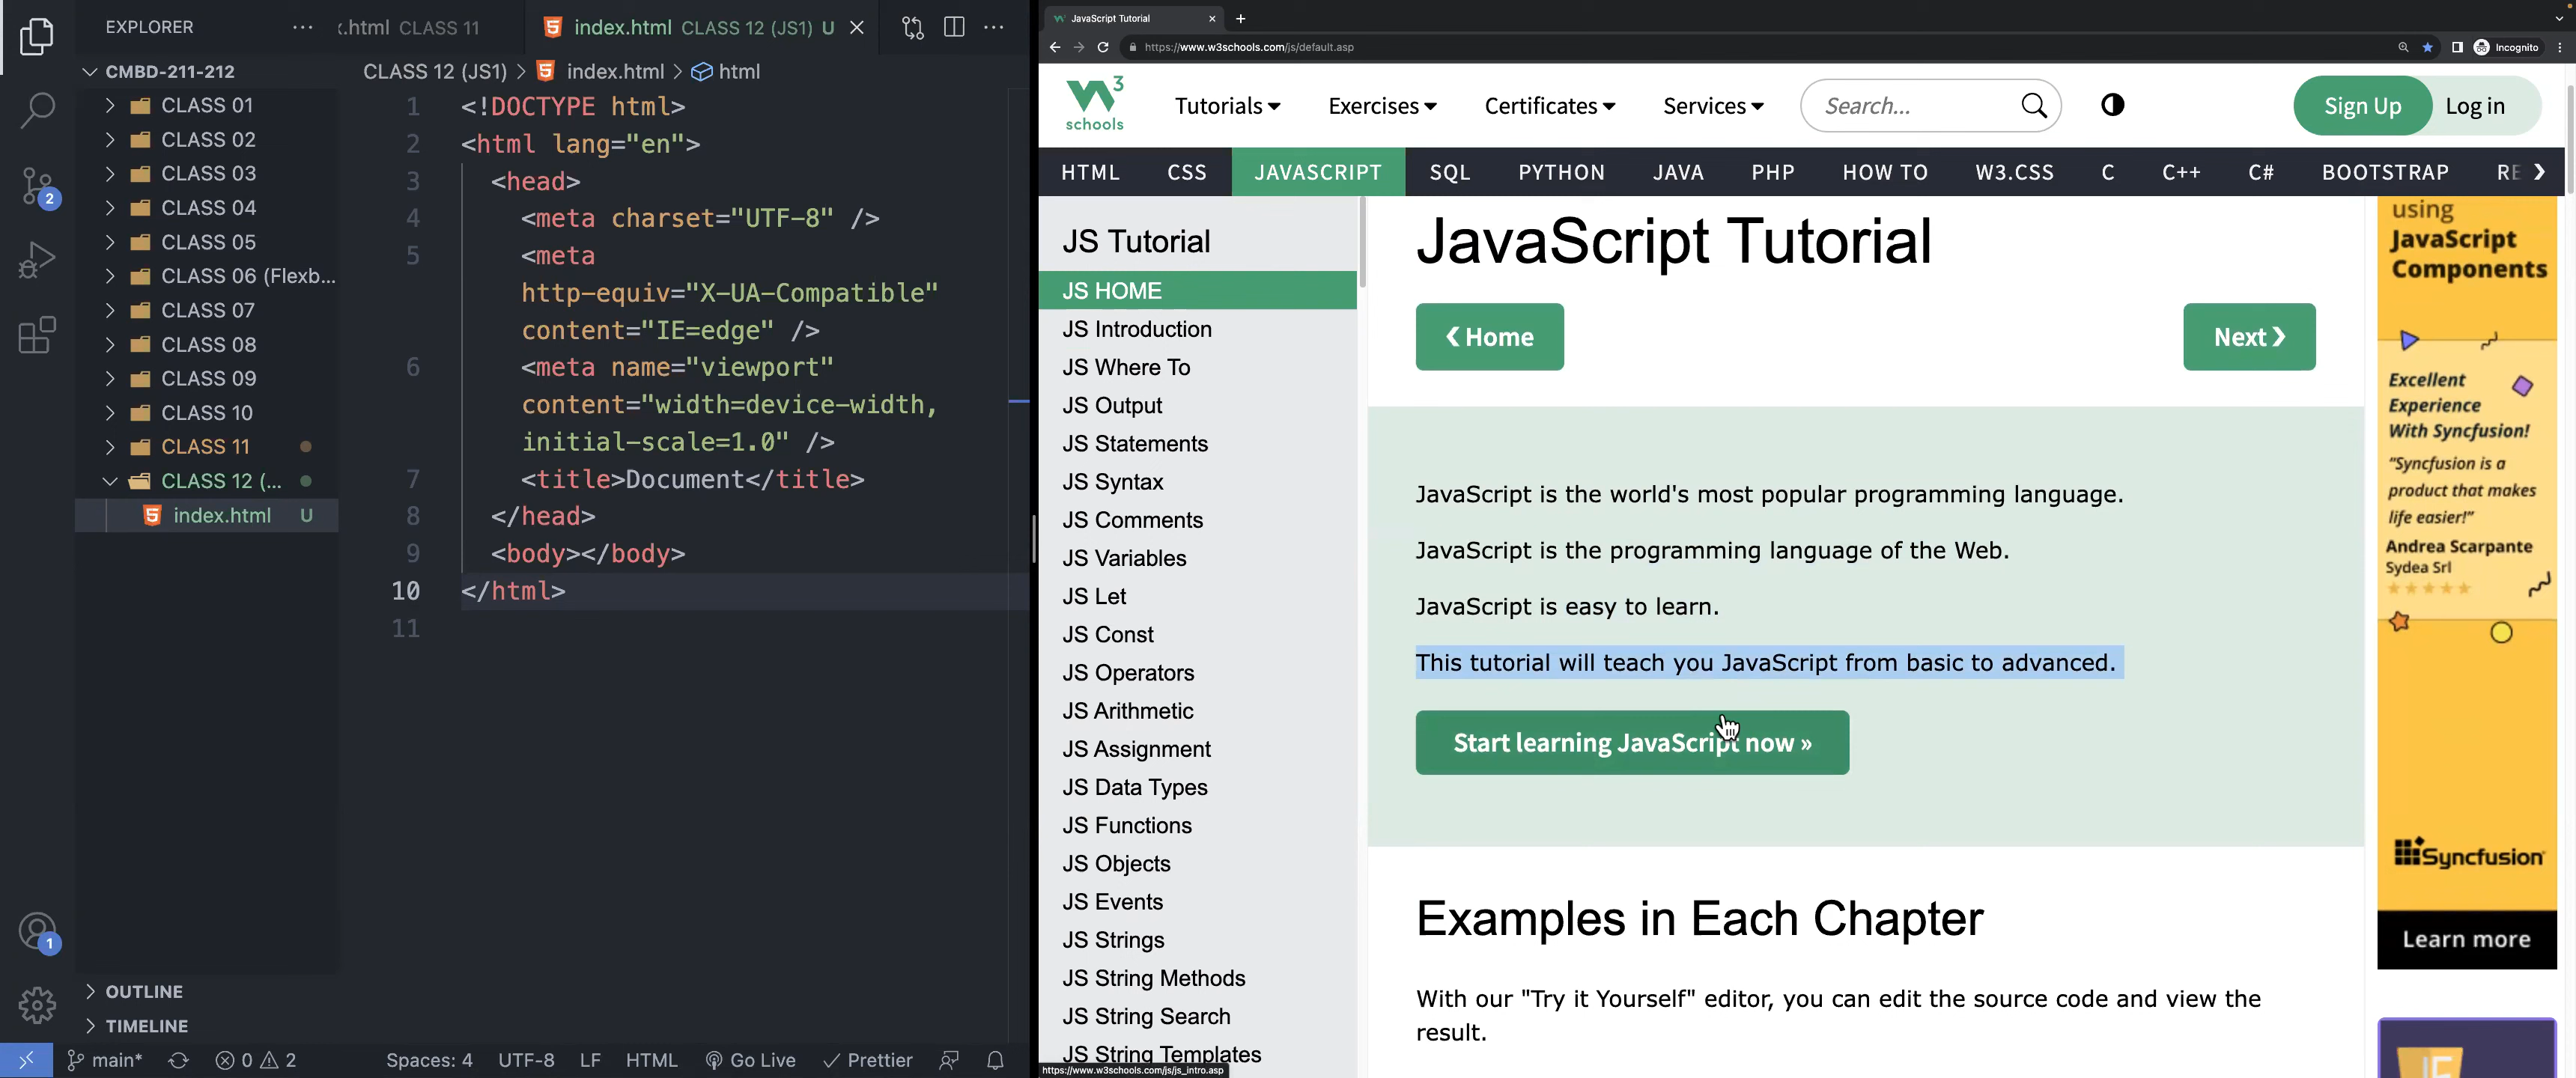 EXPLORER
CMBD-211-212
CLASS 01
CLASS 02
CLASS 03
CLASS 04
CLASS 05
CLASS 06 (Flexb...
CLASS 07
CLASS 08
CLASS 09
CLASS 10
CLASS 11
CLASS 12 (...
index.html U
OUTLINE
TIMELINE
.html CLASS 11
index.html CLASS 12 (JS1) U
CLASS 12 (JS1) > index.html > html
1 <!DOCTYPE html>
2 <html lang="en">
3 <head>
4 <meta charset="UTF-8" />
5 <meta
http-equiv="X-UA-Compatible"
content="IE=edge" />
6 <meta name="viewport"
content="width=device-width,
initial-scale=1.0" />
7 <title>Document</title>
8 </head>
9 <body></body>
10 </html>
11
2
1
main* 0 2 Spaces: 4 UTF-8 LF HTML Go Live Prettier
JavaScript Tutorial
https://www.w3schools.com/js/default.asp
Incognito
W3 schools
Tutorials Exercises Certificates Services Search... Sign Up Log in
HTML CSS JAVASCRIPT SQL PYTHON JAVA PHP HOW TO W3.CSS C C++ C# BOOTSTRAP RE
JS Tutorial
JS HOME
JS Introduction
JS Where To
JS Output
JS Statements
JS Syntax
JS Comments
JS Variables
JS Let
JS Const
JS Operators
JS Arithmetic
JS Assignment
JS Data Types
JS Functions
JS Objects
JS Events
JS Strings
JS String Methods
JS String Search
JS String Templates
https://www.w3schools.com/js/js_intro.asp
JavaScript Tutorial
❮ Home
Next ❯
JavaScript is the world's most popular programming language.
JavaScript is the programming language of the Web.
JavaScript is easy to learn.
This tutorial will teach you JavaScript from basic to advanced.
Start learning JavaScript now »
Examples in Each Chapter
With our "Try it Yourself" editor, you can edit the source code and view the
result.
using
JavaScript
Components
Excellent
Experience
With Syncfusion!
"Syncfusion is a
product that makes
life easier!"
Andrea Scarpante
Sydea Srl
Syncfusion
Learn more